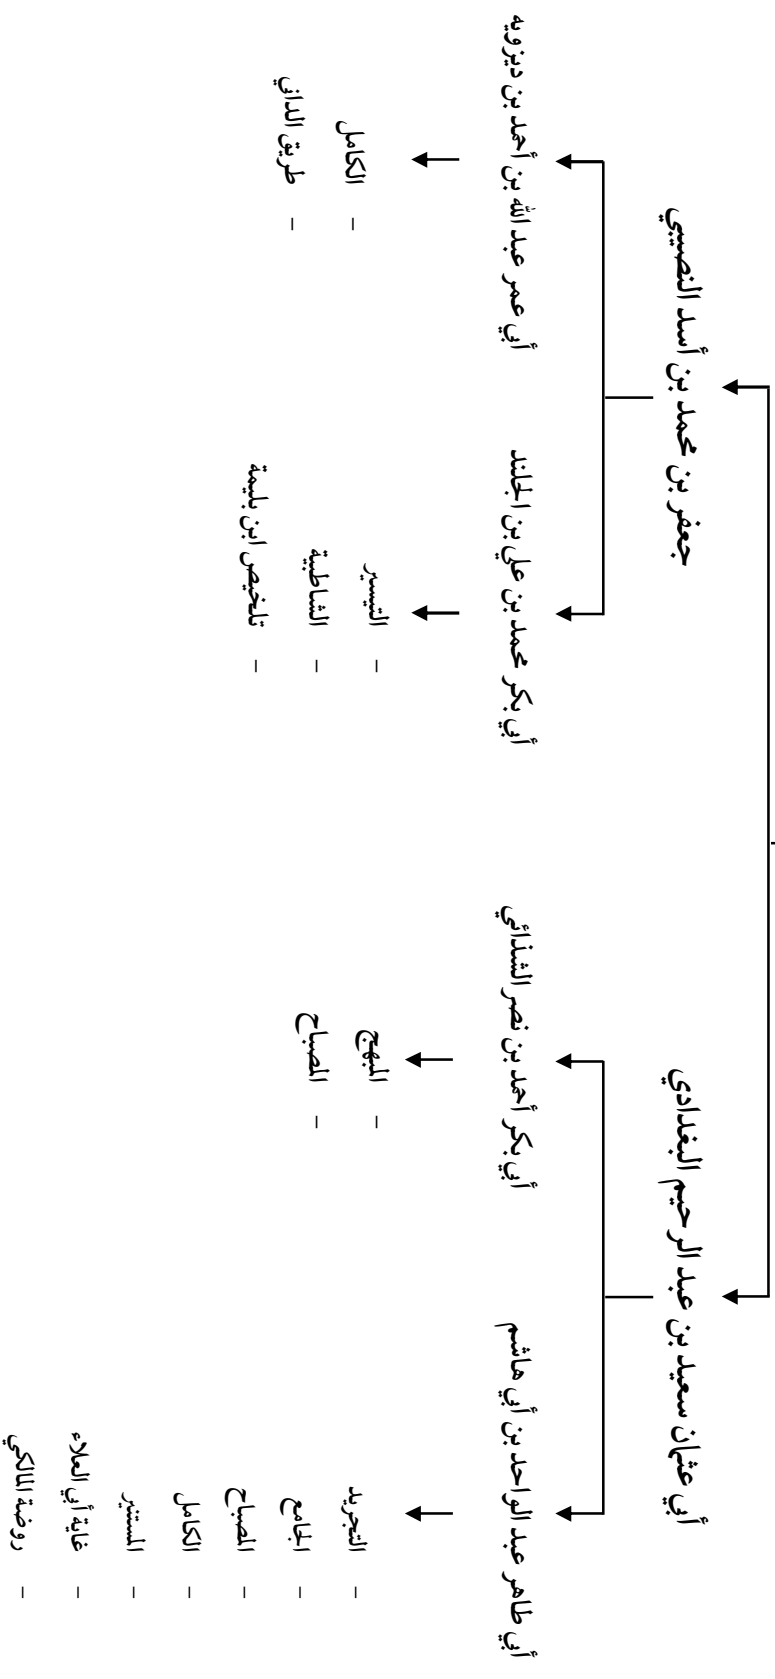 أبي عثمان سعيد بن عبد الرحيم البغدادي
جعفر بن محمد بن أسد النصيبي
أبي طاهر عبد الواحد بن أبي هاشم
أبي بكر أحمد بن نصر الشذائي
أبي بكر محمد بن علي بن الجلند
أبي عمر عبد الله بن أحمد بن ديزويه
- التجريد
- الجامع
- المصباح
- الكامل
- المستنير
- غاية أبي العلاء
- روضة المالكي
- المبهج
- المصباح
- التيسير
- الشاطبية
- تلخيص ابن بليمة
- الكامل
- طريق الداني